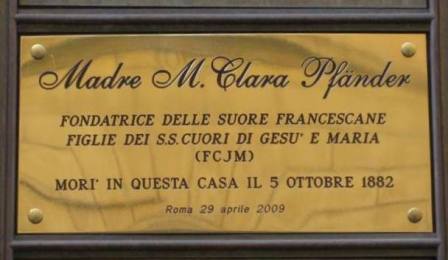 Madre M. Clara Pfänder
FONDATRICE DELLE SUORE FRANCESCANE
FIGLIE DEI S.S. CUORI DI GESU' E MARIA
(FCJM)
MORI' IN QUESTA CASA IL 5 OTTOBRE 1882
Roma 29 aprile 2009